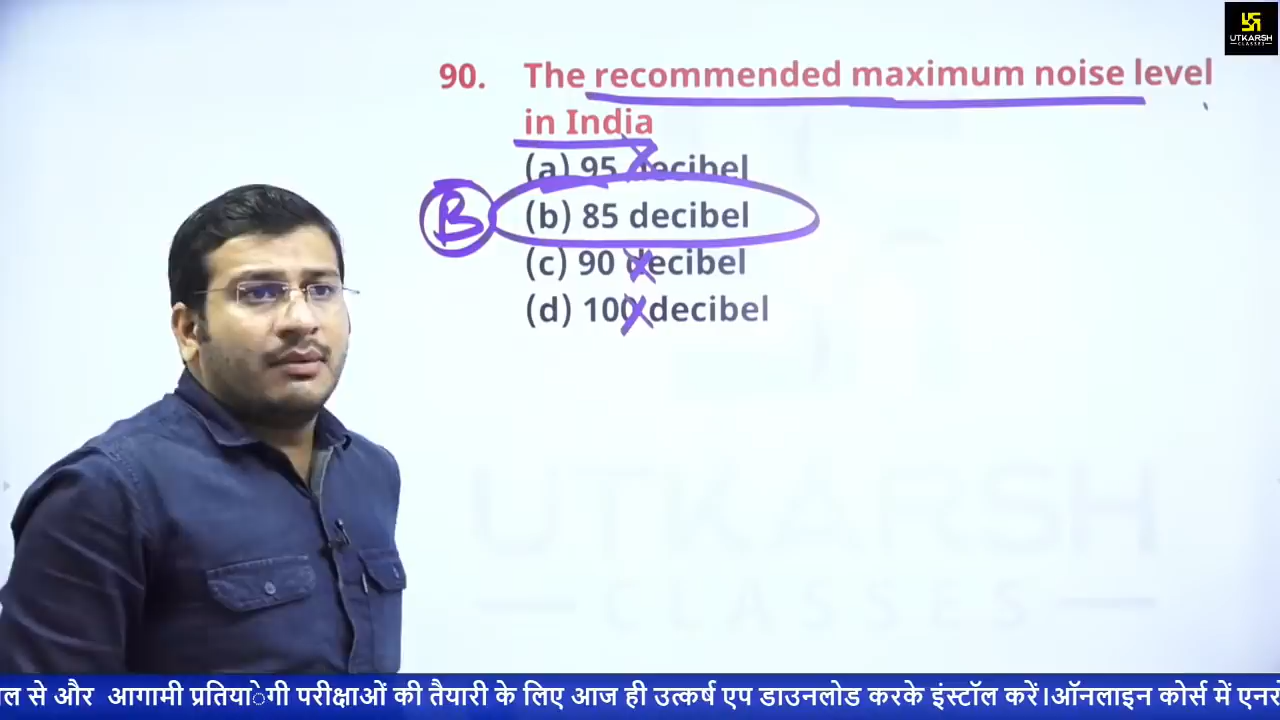 UTKARSH
CLASSES
90. The recommended maximum noise level
in India
(a) 95 decibel
B (b) 85 decibel
(c) 90 decibel
(d) 100 decibel
UTKARSH
CLASSES
ल से और आगामी प्रतियाेगी परीक्षाओं की तैयारी के लिए आज ही उत्कर्ष एप डाउनलोड करके इंस्टॉल करें।ऑनलाइन कोर्स में एनरो